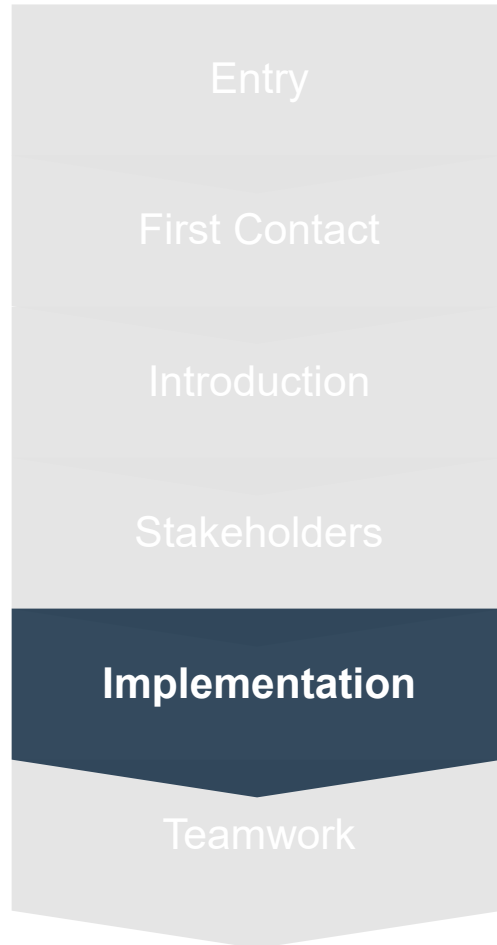 Entry
First Contact
Introduction
Stakeholders
Implementation
Teamwork